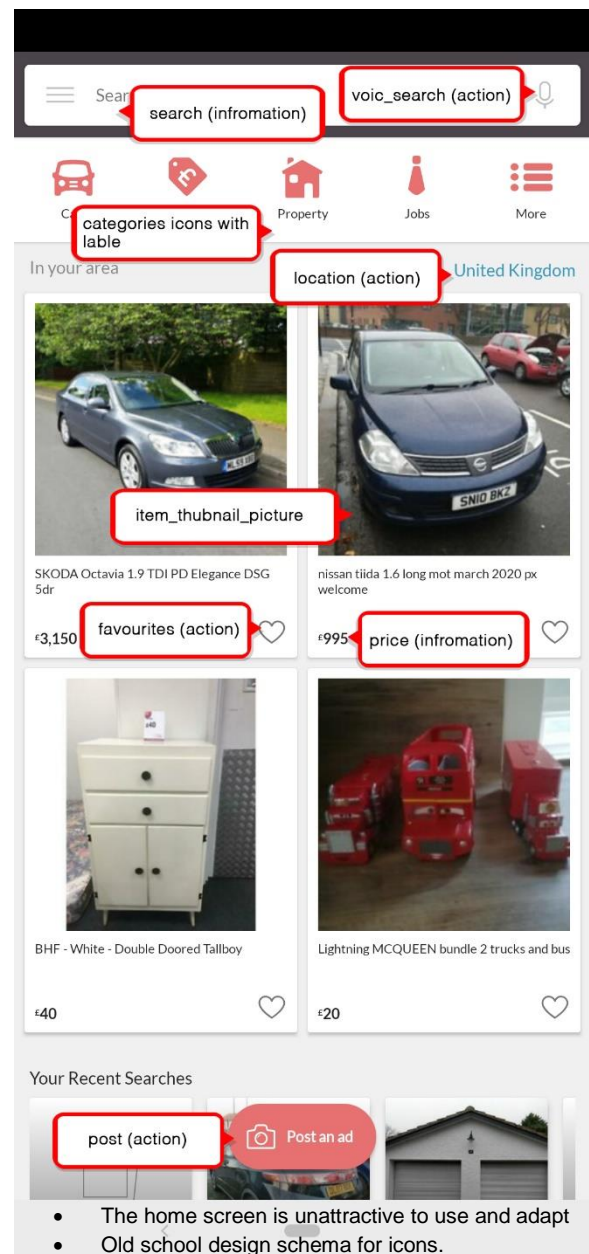 Sear
search (infromation)
voic_search (action)
categories icons with
lable
Property
Jobs
More
In your area
location (action)
United Kingdom
ML59
SN10 BKZ
item_thubnail_picture
SKODA Octavia 1.9 TDI PD Elegance DSG
5dr
nissan tiida 1.6 long mot march 2020 px
welcome
£3,150
favourites (action)
£995
price (infromation)
£40
BHF - White - Double Doored Tallboy
Lightning MCQUEEN bundle 2 trucks and bus
£40
£20
Your Recent Searches
post (action)
Post an ad
• The home screen is unattractive to use and adapt
• Old school design schema for icons.